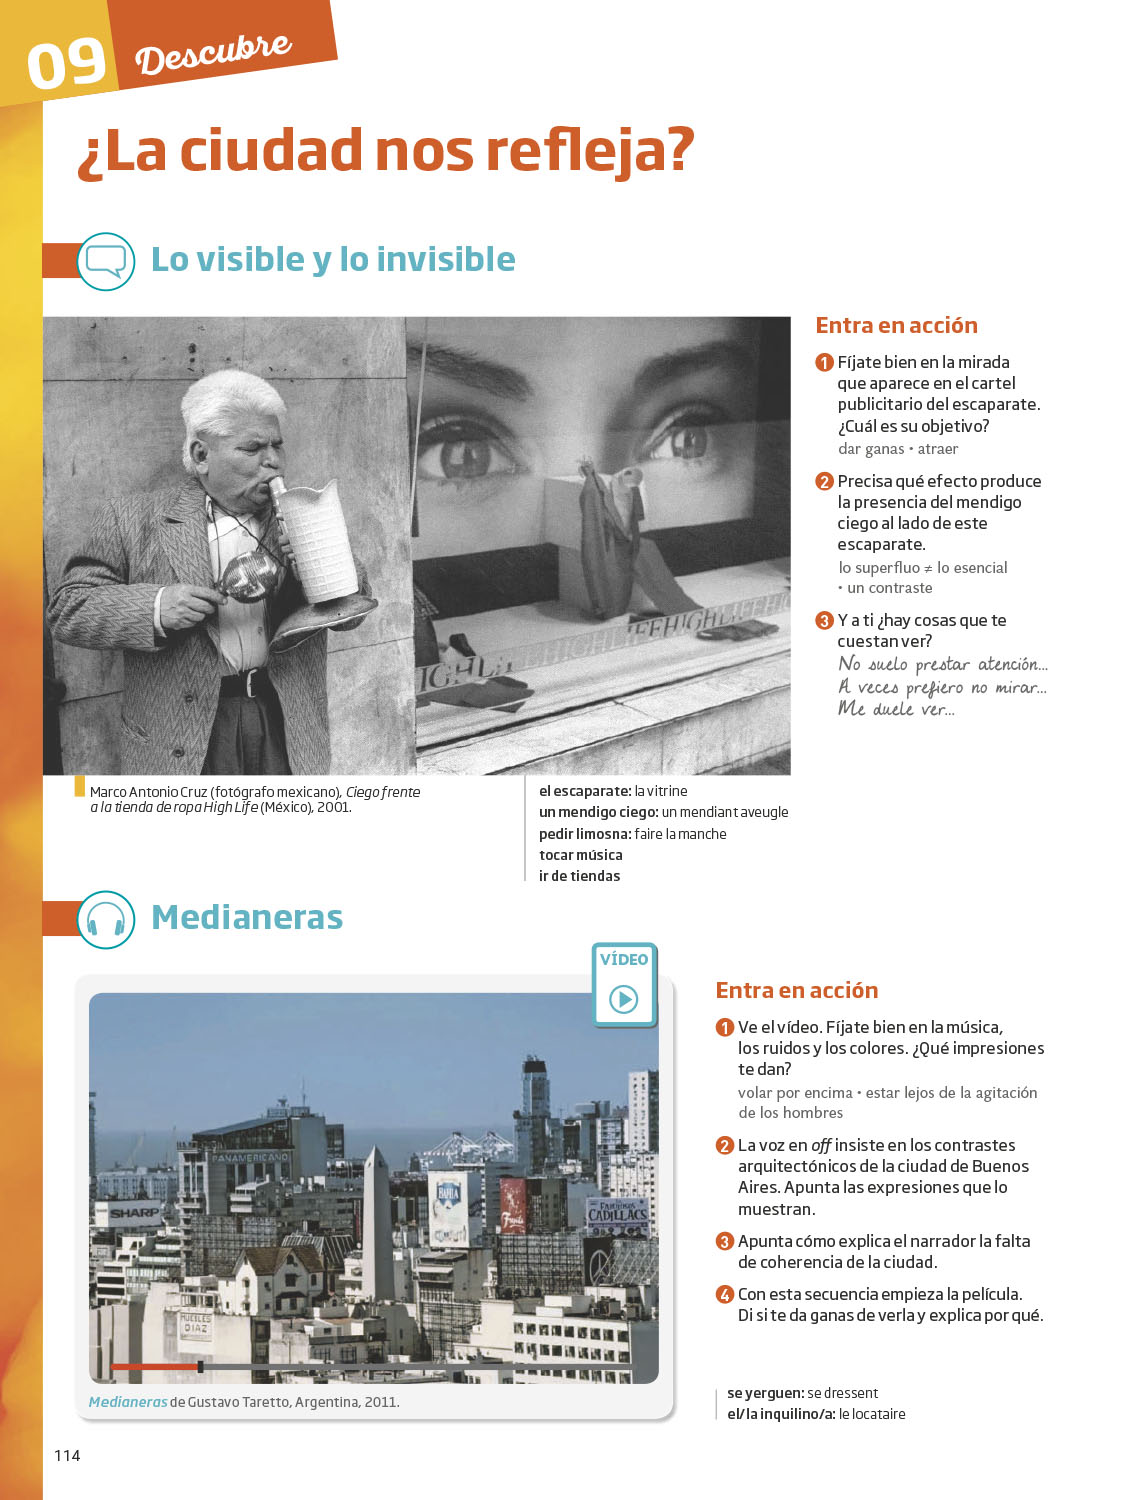 09 Descubre
¿La ciudad nos refleja?
Lo visible y lo invisible
Entra en acción
1 Fíjate bien en la mirada
que aparece en el cartel
publicitario del escaparate.
¿Cuál es su objetivo?
dar ganas • atraer
2 Precisa qué efecto produce
la presencia del mendigo
ciego al lado de este
escaparate.
lo superfluo ≠ lo esencial
• un contraste
3 Y a ti ¿hay cosas que te
cuestan ver?
No suelo prestar atención...
A veces prefiero no mirar...
Me duele ver...
Marco Antonio Cruz (fotógrafo mexicano), Ciego frente
a la tienda de ropa High Life (México), 2001.
el escaparate: la vitrine
un mendigo ciego: un mendiant aveugle
pedir limosna: faire la manche
tocar música
ir de tiendas
Medianeras
VÍDEO
PANAMERICANO
SHARP
BAHIA
CADILLACS
MUEBLES
DIAZ
Medianeras de Gustavo Taretto, Argentina, 2011.
Entra en acción
1 Ve el vídeo. Fíjate bien en la música,
los ruidos y los colores. ¿Qué impresiones
te dan?
volar por encima • estar lejos de la agitación
de los hombres
2 La voz en off insiste en los contrastes
arquitectónicos de la ciudad de Buenos
Aires. Apunta las expresiones que lo
muestran.
3 Apunta cómo explica el narrador la falta
de coherencia de la ciudad.
4 Con esta secuencia empieza la película.
Di si te da ganas de verla y explica por qué.
se yerguen: se dressent
el/la inquilino/a: le locataire
114